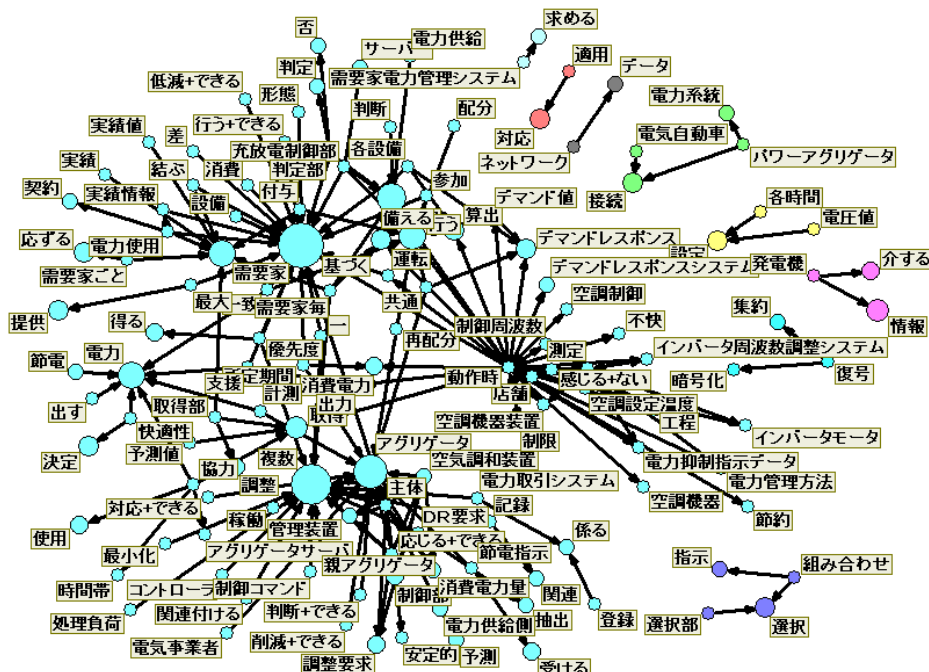 否
サーバ
電力供給
求める
判定
需要家電力管理システム
適用
データ
低減+できる
形態
判断
配分
電力系統
実績値
差
行う+できる
充放電制御部
各設備
対応
ネットワーク
電気自動車
パワーアグリゲータ
実績
結ぶ
消費
判定部
参加
契約
実績情報
設備
付与
デマンド値
接続
各時間
応ずる
電力使用
備える
行う
算出
デマンドレスポンス
設定
電圧値
需要家ごと
需要家
基づく
運転
デマンドレスポンスシステム
発電機
介する
提供
最大
一致
需要家毎
一
共通
制御周波数
空調制御
集約
情報
得る
優先度
再配分
測定
不快
インバータ周波数調整システム
節電
電力
支援
消費電力
動作時
店舗
感じる+ない
暗号化
復号
出す
取得部
計測
取得
出力
空調機器装置
空調設定温度
工程
決定
快適性
予測値
複数
アグリゲータ
制限
インバータモータ
協力
空気調和装置
電力抑制指示データ
電力管理方法
調整
主体
電力取引システム
空調機器
対応+できる
稼働
管理装置
DR要求
記録
節約
使用
最小化
アグリゲータサーバ
応じる+できる
節電指示
係る
指示
組み合わせ
時間帯
コントローラ
制御コマンド
親アグリゲータ
制御部
消費電力量
関連
処理負荷
関連付ける
判断+できる
電力供給側
抽出
登録
選択部
選択
電気事業者
削減+できる
調整要求
安定的
予測
受ける